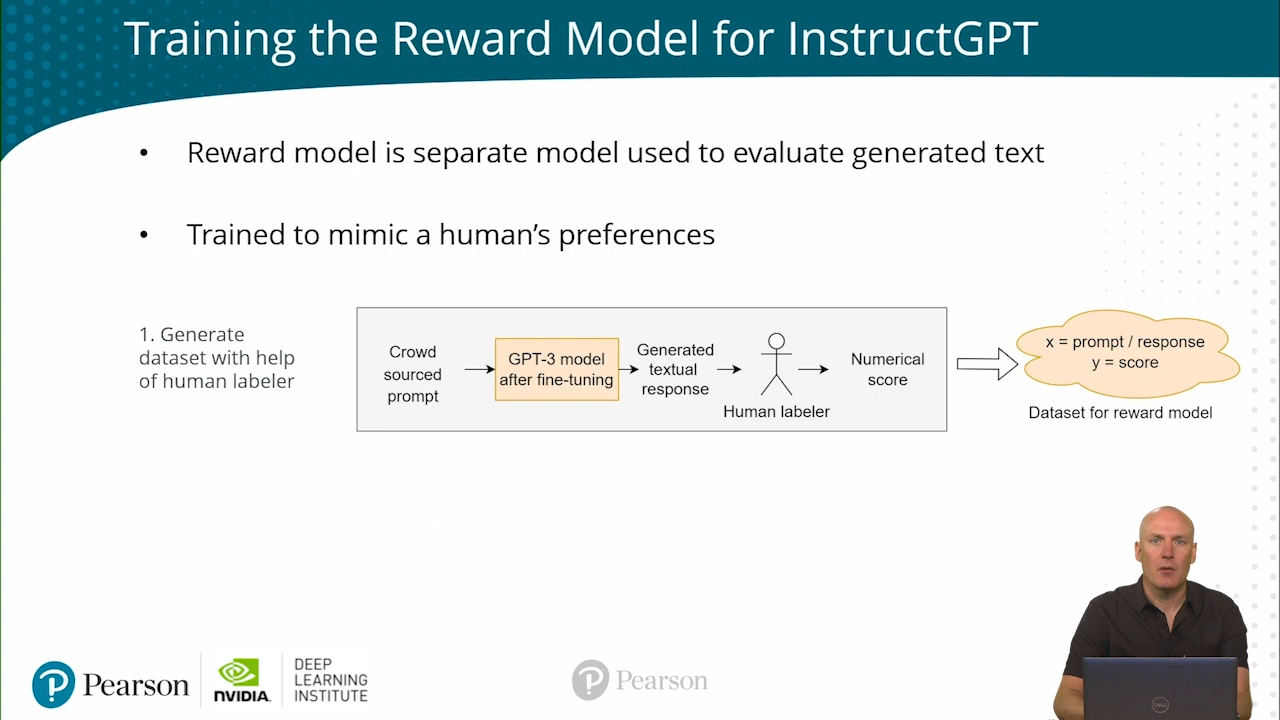 Training the Reward Model for InstructGPT
• Reward model is separate model used to evaluate generated text
• Trained to mimic a human’s preferences
1. Generate
dataset with help
of human labeler
Crowd
sourced
prompt
GPT-3 model
after fine-tuning
Generated
textual
response
Human labeler
Numerical
score
x = prompt / response
y = score
Dataset for reward model
Pearson
NVIDIA.
DEEP
LEARNING
INSTITUTE
Pearson
DELL